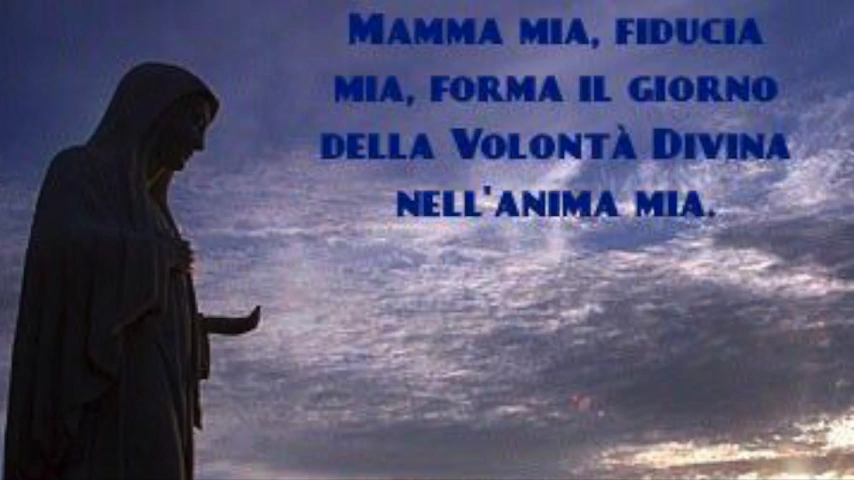 Mamma mia, fiducia
mia, forma il giorno
della Volontà Divina
nell'anima mia.